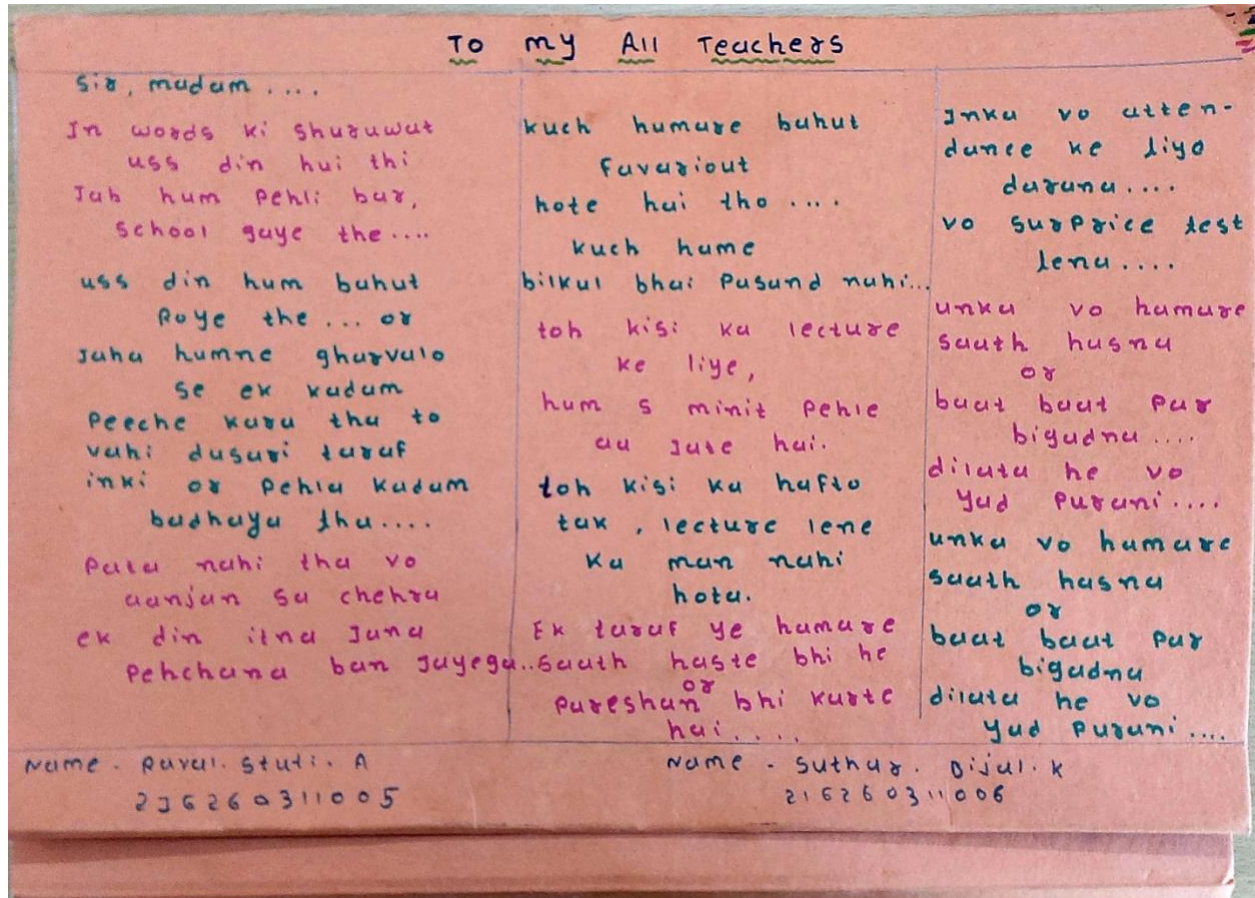 To my All Teachers
Sir, madam ....
In words ki shuruwat
uss din hui thi
Jab hum pehli bar,
school gaye the....
uss din hum bahut
Roye the ... or
Jaha humne gharvalo
se ek kadam
peeche kara tha to
vahi dusari taraf
inki or pehla kadam
badhaya tha....
Pata nahi tha vo
aanjan sa chehra
ek din itna Jana
pehchana ban Jayega..
kuch humare bahut
favariout
hote hai tho ....
kuch hame
bilkul bhai pasand nahi...
toh kisi ka lecture
ke liye,
hum 5 minit pehle
aa Jate hai.
toh kisi ka hafto
tak, lecture lene
ka man nahi
hota.
Ek taraf ye hamare
saath haste bhi he
or
pareshan bhi karte
hai....
Inka vo atten-
dance ke liye
darana....
vo surprice test
lena....
unka vo hamare
saath hasna
or
baat baat par
bigadna ....
dilata he vo
yad purani....
unka vo hamare
saath hasna
or
baat baat par
bigadna
dilata he vo
yad purani....
Name - Raval. Stuti. A
216260311005
Name - Suthar. Bijal. K
216260311006